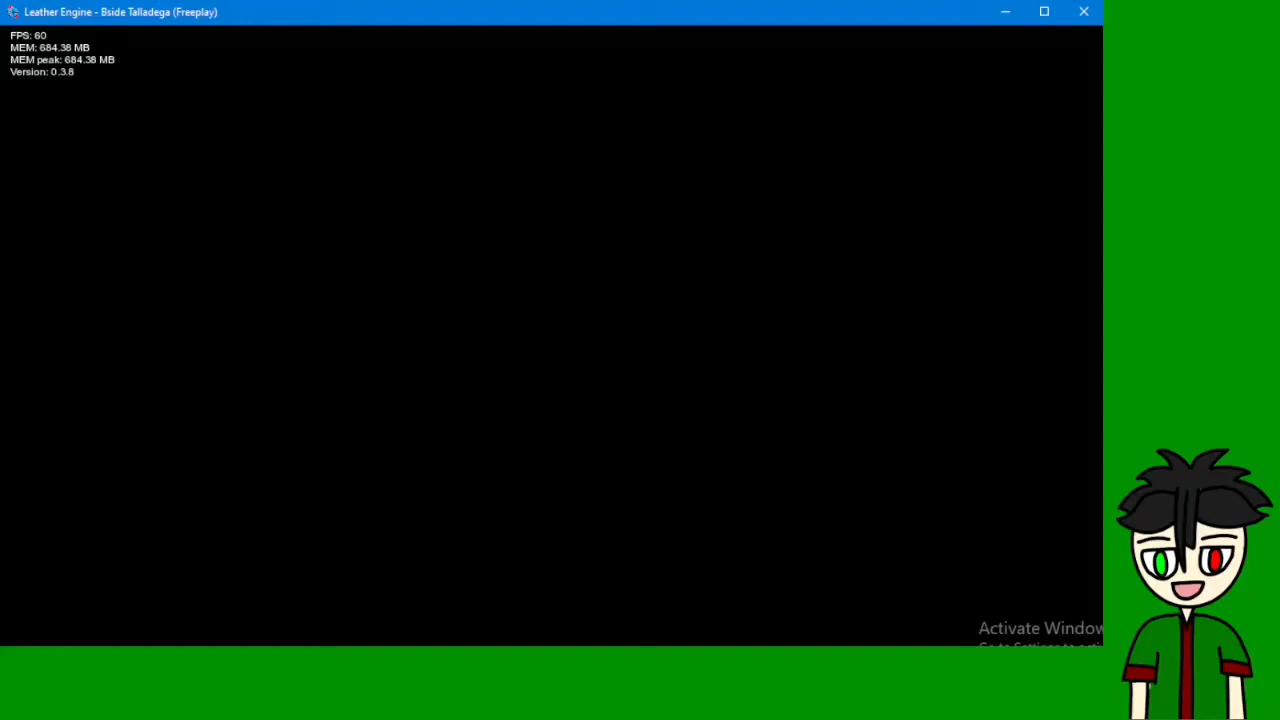 Leather Engine - Bside Talladega (Freeplay)
FPS: 60
MEM: 684.38 MB
MEM peak: 684.38 MB
Version: 0.3.8
Activate Window